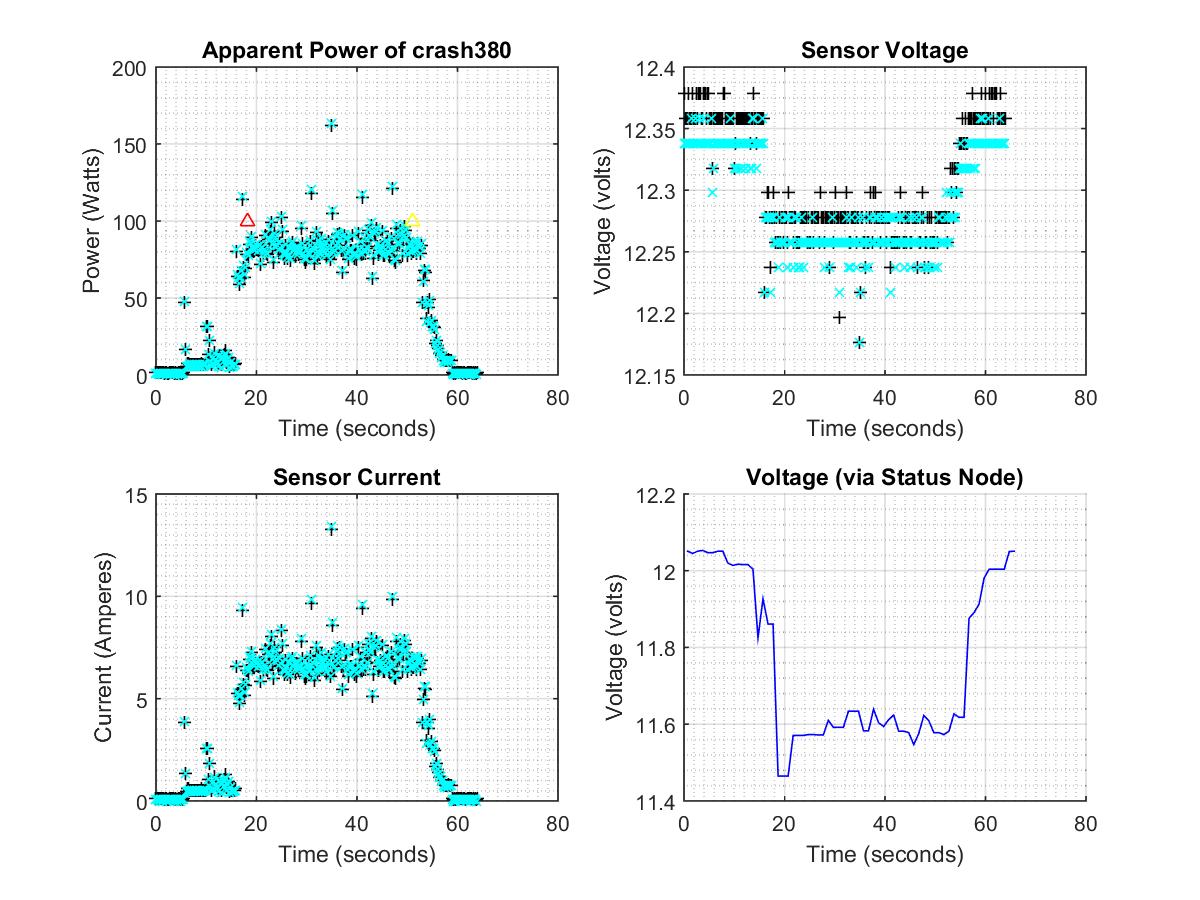 Apparent Power of crash380
200
150
100
50
0
Power (Watts)
0 20 40 60 80
Time (seconds)
Sensor Voltage
12.4
12.35
12.3
12.25
12.2
12.15
Voltage (volts)
0 20 40 60 80
Time (seconds)
Sensor Current
15
10
5
0
Current (Amperes)
0 20 40 60 80
Time (seconds)
Voltage (via Status Node)
12.2
12
11.8
11.6
11.4
Voltage (volts)
0 20 40 60 80
Time (seconds)